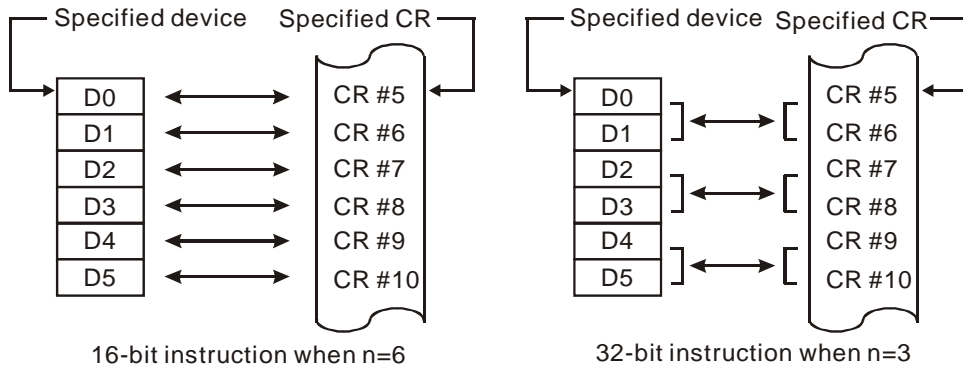 Specified device Specified CR
D0 CR #5
D1 CR #6
D2 CR #7
D3 CR #8
D4 CR #9
D5 CR #10
16-bit instruction when n=6
Specified device Specified CR
D0 CR #5
D1 CR #6
D2 CR #7
D3 CR #8
D4 CR #9
D5 CR #10
32-bit instruction when n=3